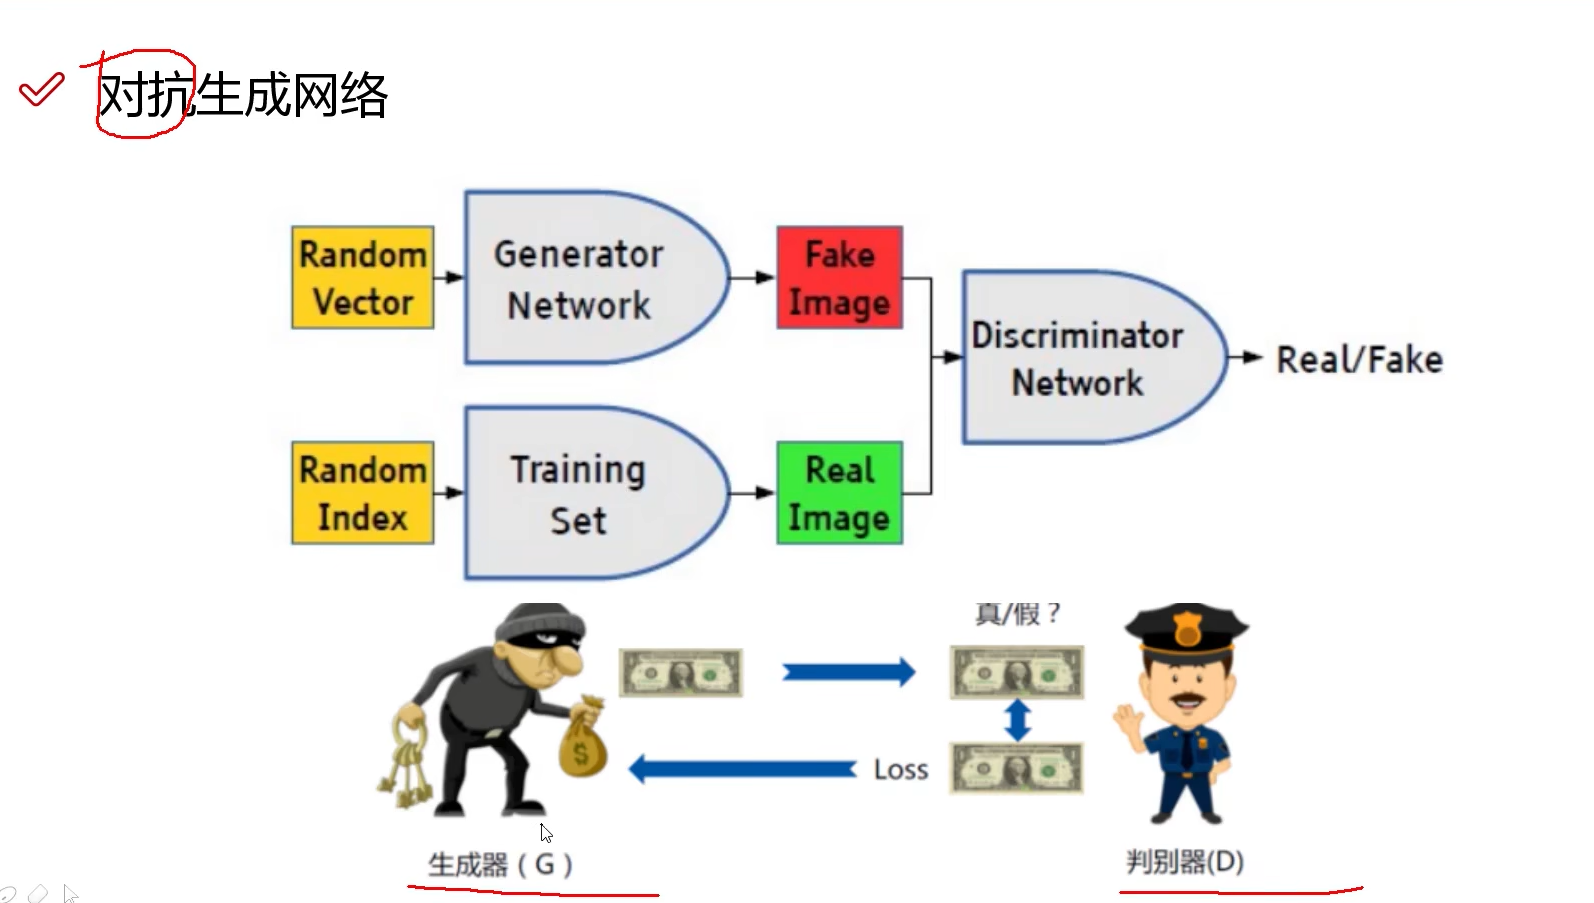 对抗生成网络
Random
Vector
Generator
Network
Fake
Image
Discriminator
Network
Real/Fake
Random
Index
Training
Set
Real
Image
真/假？
Loss
生成器（G）
判别器(D)